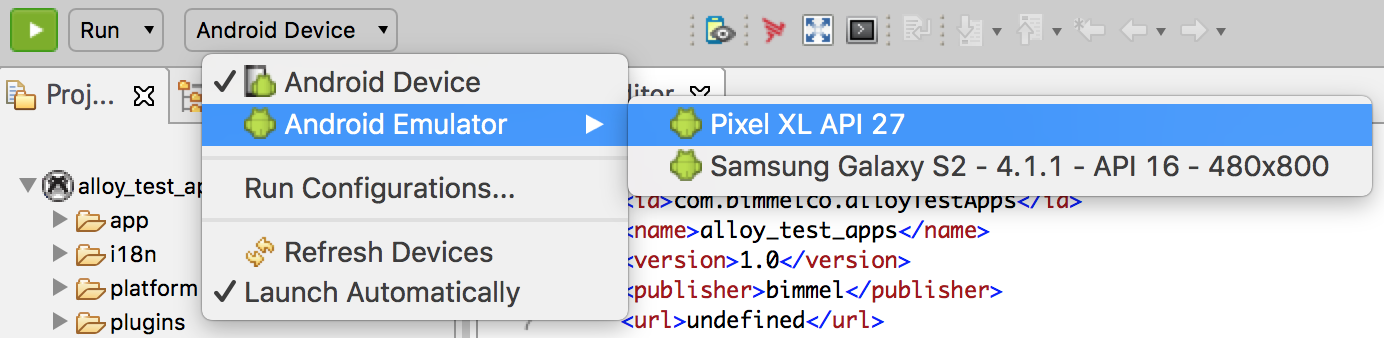 Run
Android Device
Proj...
Android Device
Android Emulator
Run Configurations...
Refresh Devices
Launch Automatically
Pixel XL API 27
Samsung Galaxy S2 - 4.1.1 - API 16 - 480x800
alloy_test_ap
app
i18n
platform
plugins
<id>com.bimmelco.alloyTestApps</id>
<name>alloy_test_apps</name>
<version>1.0</version>
<publisher>bimmel</publisher>
<url>undefined</url>